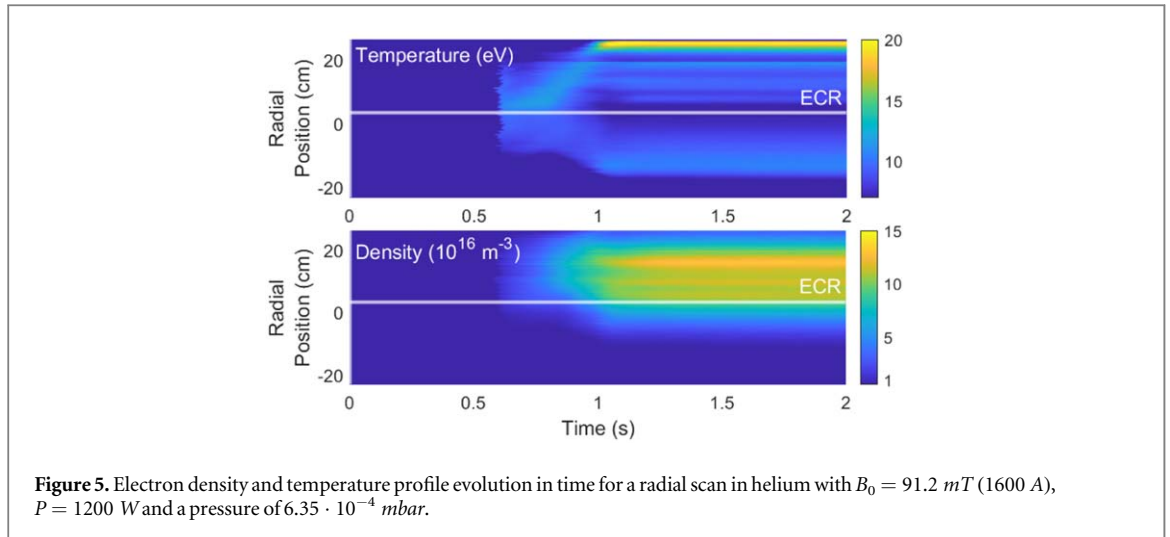 Temperature (eV)
ECR
20
0
-20
Radial
Position (cm)
0
0.5
1
1.5
2
20
15
10
Density (10¹⁶ m⁻³)
ECR
20
0
-20
Radial
Position (cm)
0
0.5
1
1.5
2
Time (s)
15
10
5
1
Figure 5. Electron density and temperature profile evolution in time for a radial scan in helium with B₀ = 91.2 mT (1600 A),
P = 1200 W and a pressure of 6.35 · 10⁻⁴ mbar.